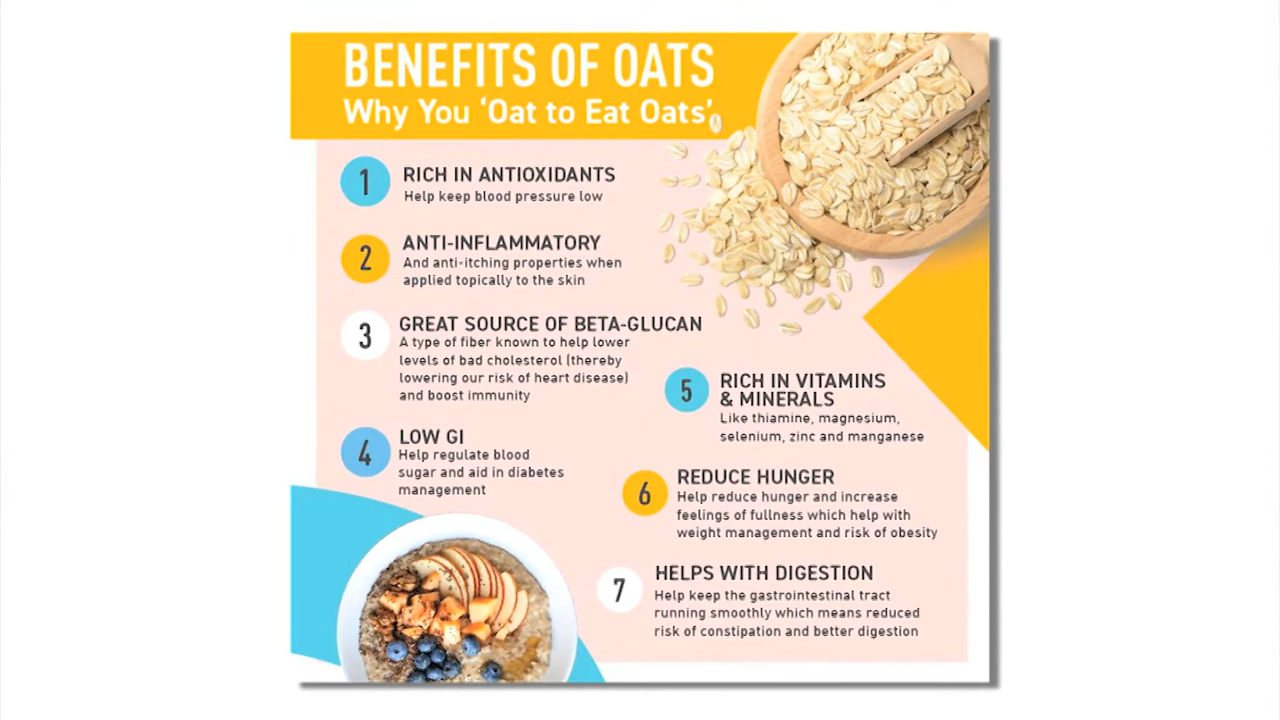 BENEFITS OF OATS
Why You ‘Oat to Eat Oats’
1
RICH IN ANTIOXIDANTS
Help keep blood pressure low
2
ANTI-INFLAMMATORY
And anti-itching properties when
applied topically to the skin
3
GREAT SOURCE OF BETA-GLUCAN
A type of fiber known to help lower
levels of bad cholesterol (thereby
lowering our risk of heart disease)
and boost immunity
4
LOW GI
Help regulate blood
sugar and aid in diabetes
management
5
RICH IN VITAMINS
& MINERALS
Like thiamine, magnesium,
selenium, zinc and manganese
6
REDUCE HUNGER
Help reduce hunger and increase
feelings of fullness which help with
weight management and risk of obesity
7
HELPS WITH DIGESTION
Help keep the gastrointestinal tract
running smoothly which means reduced
risk of constipation and better digestion